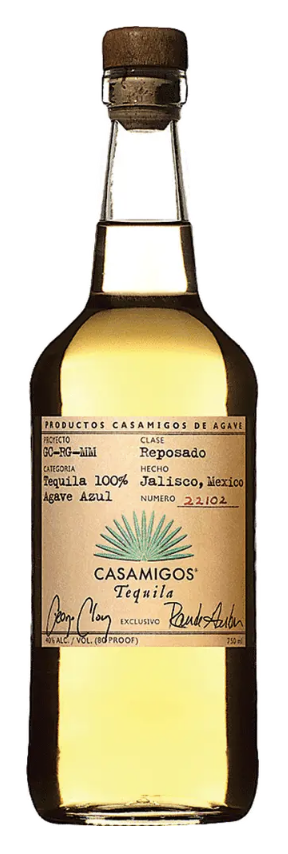 PRODUCTOS CASAMIGOS DE AGAVE
PROYECTO CLASE
GC-RG-MM Reposado
CATEGORIA HECHO
Tequila 100% Jalisco, Mexico
Agave Azul NUMERO 22102
CASAMIGOS®
Tequila
EXCLUSIVO
40% ALC. / VOL. (80 PROOF) 750 ml